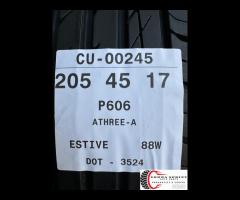 CU-00245
205 45 17
P606
ATHREE-A
ESTIVE 88W
DOT - 3524